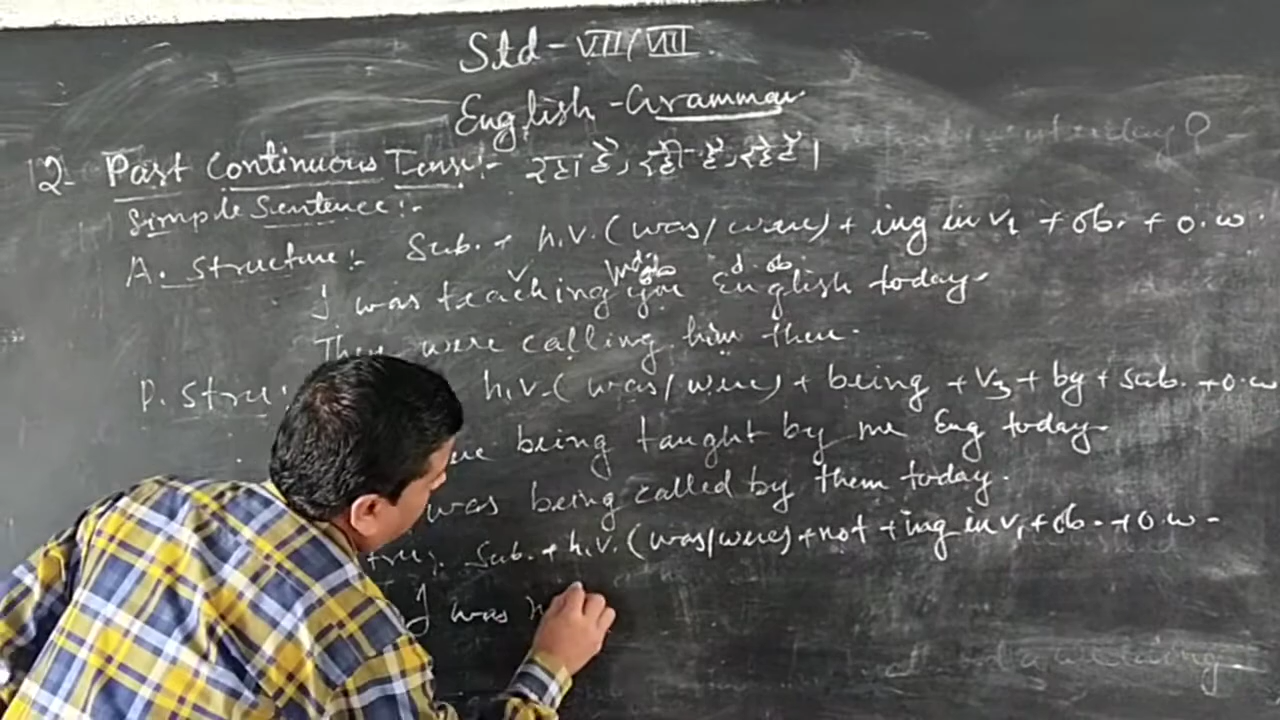 Std - VII/VIII
English - Grammar
2- Past Continuous Tense:- रहा है, रही है, रहे है।
Simple Sentence:-
A. Structure:- Sub. + h.v. (was/were) + ing in V1 + ob. + o.w.
v Ind. ob d. ob.
I was teaching you English today.
They were calling him then.
P. Stru h.v. (was/were) + being + V3 + by + sub. + o.w
being taught by me Eng today.
was being called by them today.
Sub. + h.v. (was/were) + not + ing in V1 + ob. + o.w -
I was